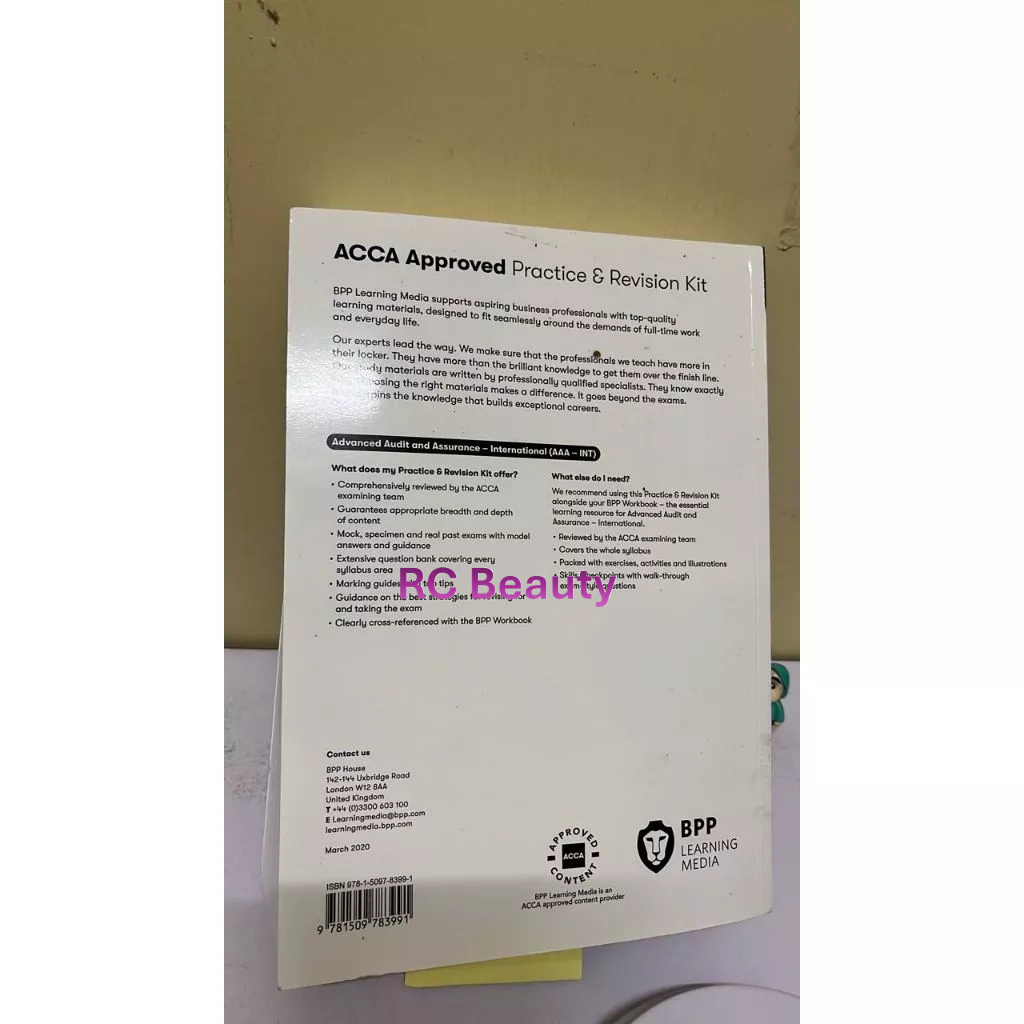 ACCA Approved Practice & Revision Kit
BPP Learning Media supports aspiring business professionals with top-quality
learning materials, designed to fit seamlessly around the demands of full-time work
and everyday life.
Our experts lead the way. We make sure that the professionals we teach have more in
their locker. They have more than the brilliant knowledge to get them over the finish line.
materials are written by professionally qualified specialists. They know exactly
the right materials makes a difference. It goes beyond the exams.
the knowledge that builds exceptional careers.
Advanced Audit and Assurance – International (AAA – INT)
What does my Practice & Revision Kit offer?
• Comprehensively reviewed by the ACCA
examining team
• Guarantees appropriate breadth and depth
of content
• Mock, specimen and real past exams with model
answers and guidance
• Extensive question bank covering every
syllabus area
• Marking guides tips
• Guidance on the best strategies for revising for
and taking the exam
• Clearly cross-referenced with the BPP Workbook
What else do I need?
We recommend using this Practice & Revision Kit
alongside your BPP Workbook – the essential
learning resource for Advanced Audit and
Assurance – International.
• Reviewed by the ACCA examining team
• Covers the whole syllabus
• Packed with exercises, activities and illustrations
• Skills checkpoints with walk-through
RC Beauty
Contact us
BPP House
142-144 Uxbridge Road
London W12 8AA
United Kingdom
T +44 (0)3300 603 100
E Learningmedia@bpp.com
learningmedia.bpp.com
March 2020
ISBN 978-1-5097-8399-1
9 781509 783991
APPROVED
ACCA
CONTENT
BPP Learning Media is an
ACCA approved content provider
BPP
LEARNING
MEDIA